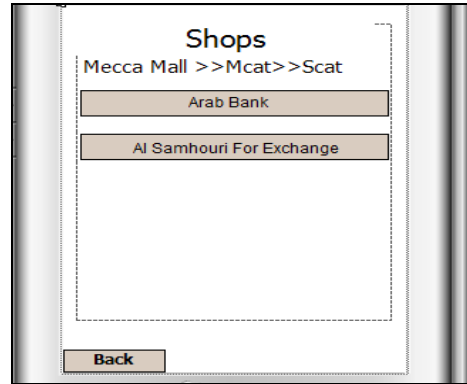 Shops
Mecca Mall >>Mcat>>Scat
Arab Bank
Al Samhouri For Exchange
Back